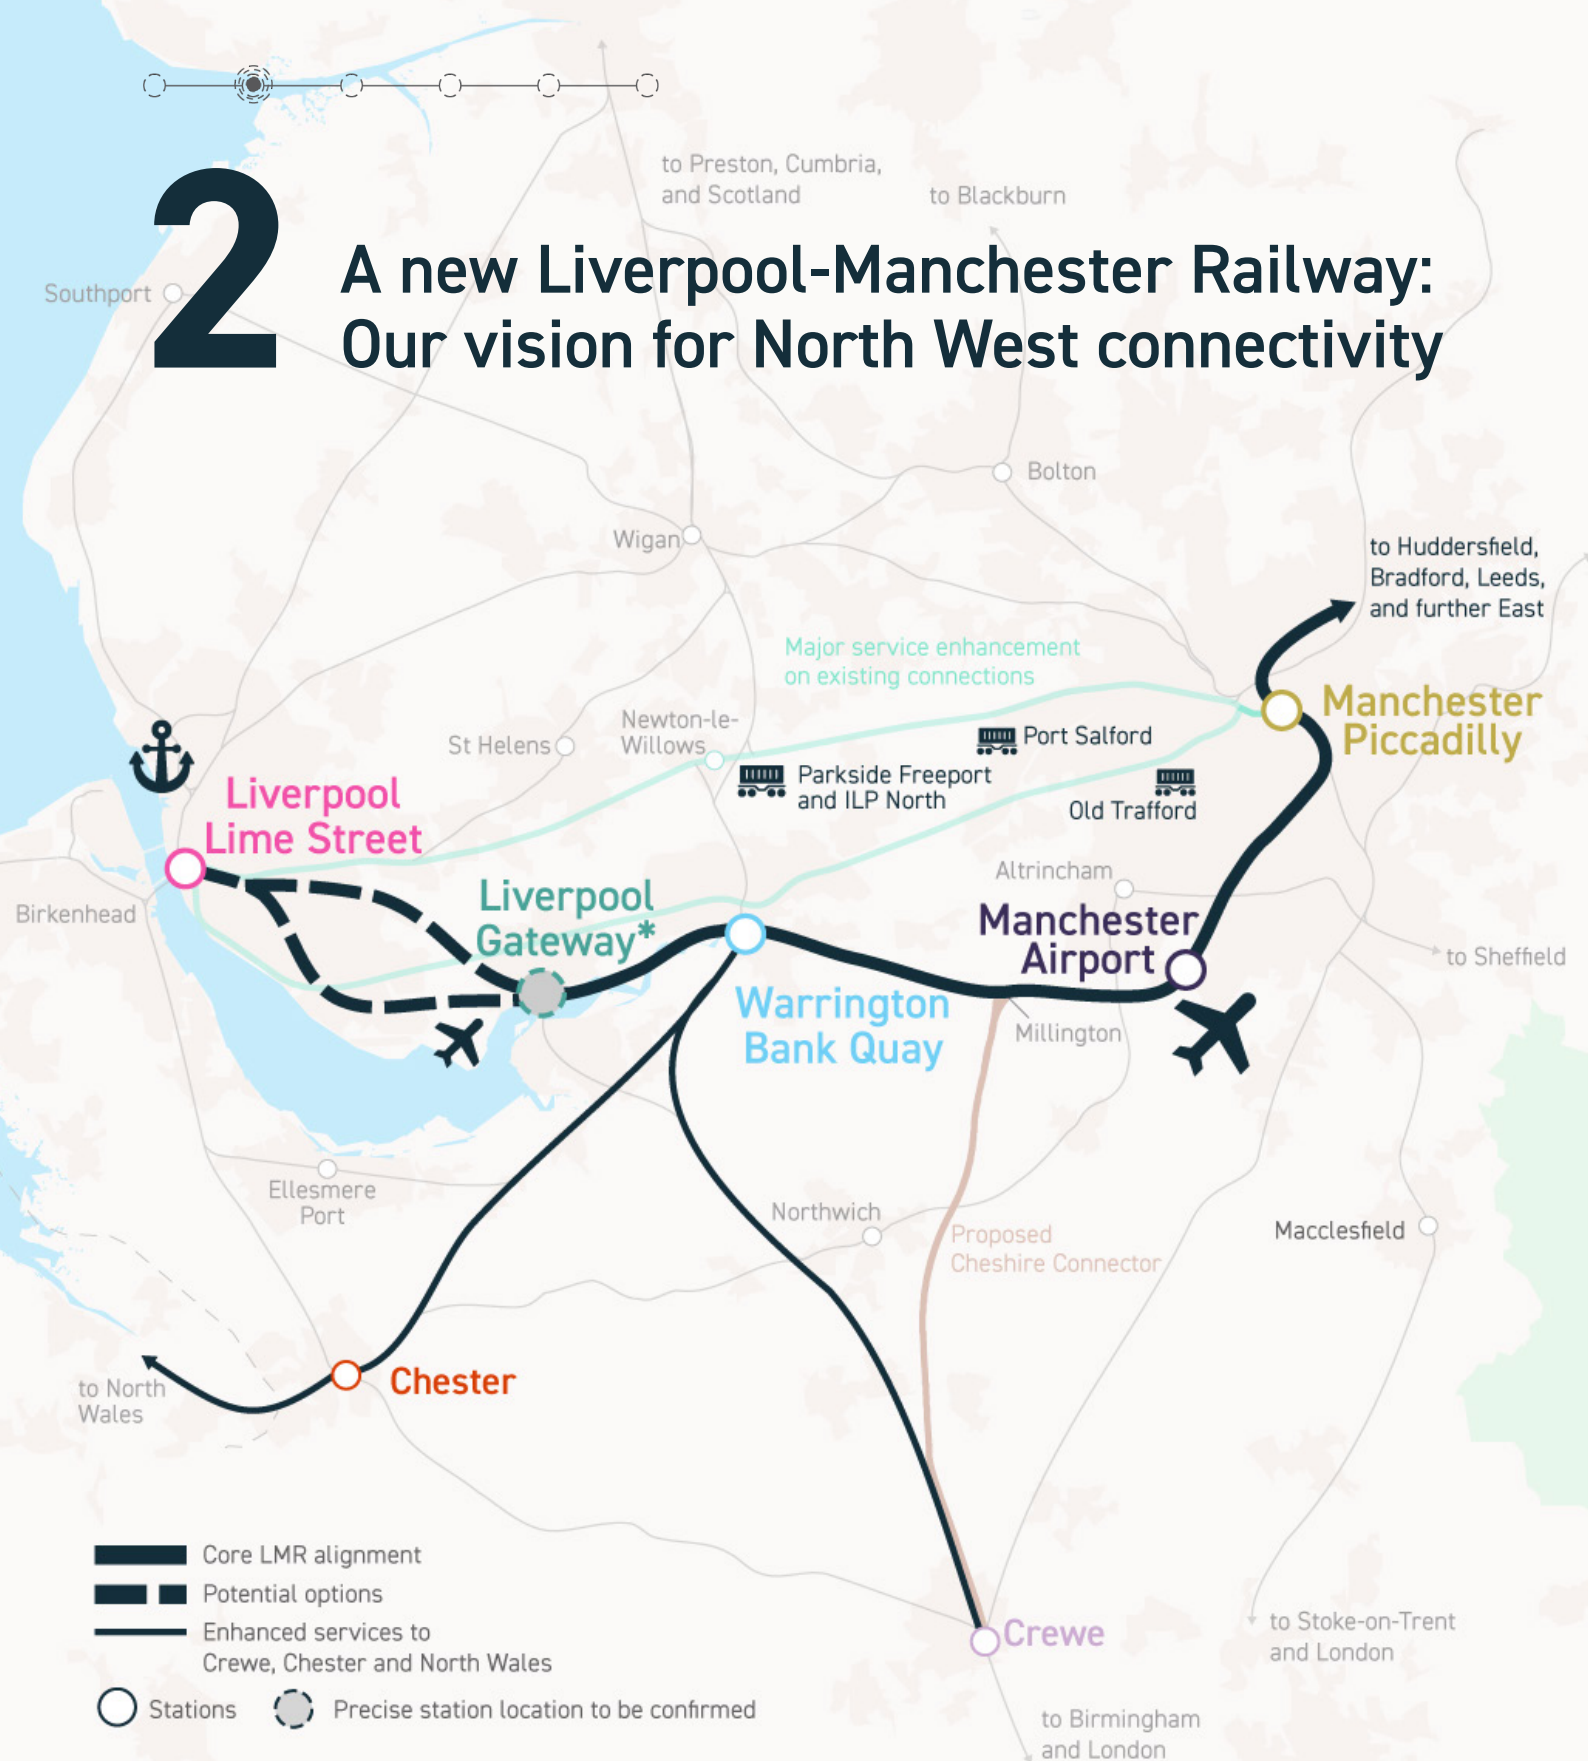 to Preston, Cumbria,
and Scotland
to Blackburn
2
A new Liverpool-Manchester Railway:
Our vision for North West connectivity
Southport
Bolton
Wigan
to Huddersfield,
Bradford, Leeds,
and further East
Major service enhancement
on existing connections
Manchester
Piccadilly
Newton-le-
Willows
St Helens
Port Salford
Parkside Freeport
and ILP North
Old Trafford
Liverpool
Lime Street
Altrincham
Liverpool
Gateway*
Birkenhead
Manchester
Airport
to Sheffield
Warrington
Bank Quay
Millington
Ellesmere
Port
Northwich
Macclesfield
Proposed
Cheshire Connector
Chester
to North
Wales
Core LMR alignment
Potential options
Enhanced services to
Crewe, Chester and North Wales
Stations
Precise station location to be confirmed
Crewe
to Stoke-on-Trent
and London
to Birmingham
and London